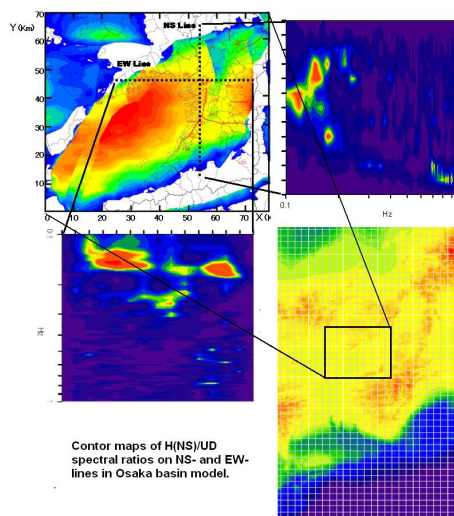 Y(Km)
70
60
50
40
30
20
10
0
NS Line
EW Line
0 10 20 30 40 50 60 70 X(
0.1
Hz
0.1
Hz
1
Contor maps of H(NS)/UD
spectral ratios on NS- and EW-
lines in Osaka basin model.